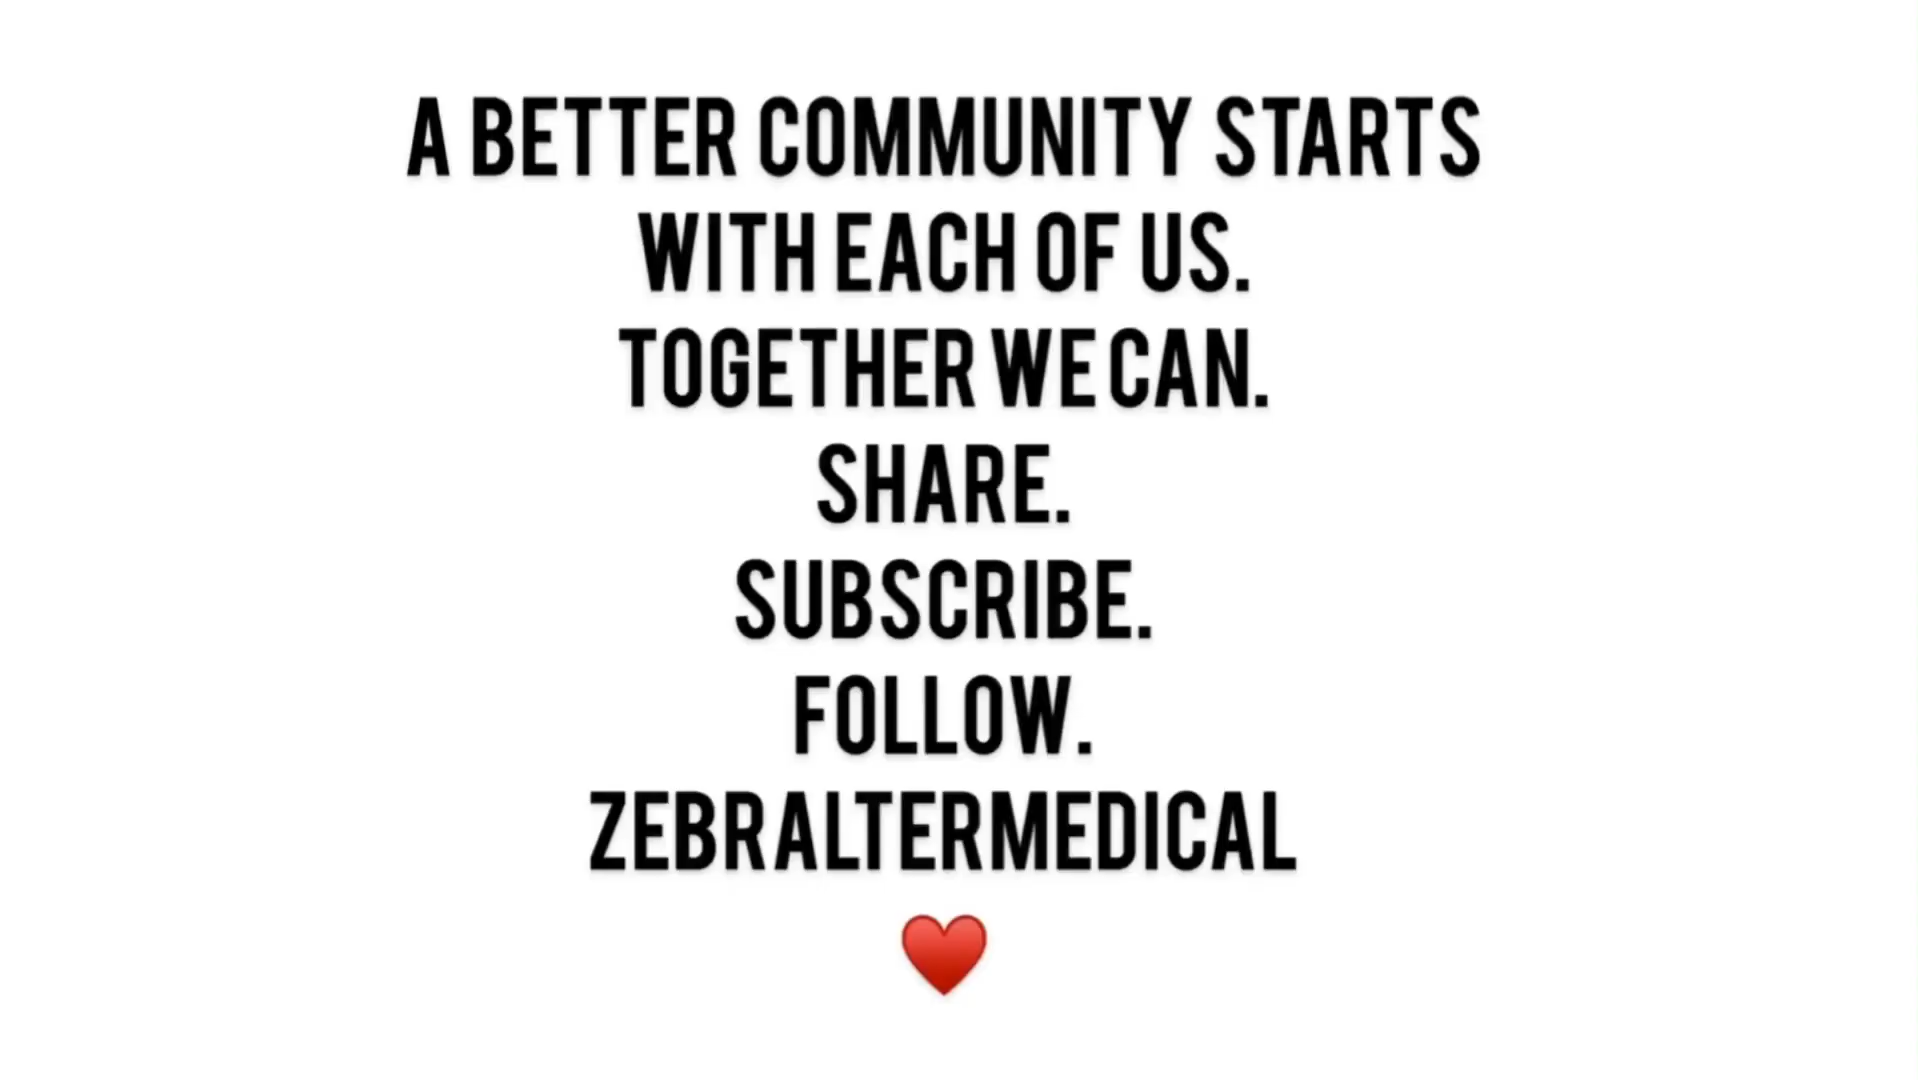 A BETTER COMMUNITY STARTS
WITH EACH OF US.
TOGETHER WE CAN.
SHARE.
SUBSCRIBE.
FOLLOW.
ZEBRALTERMEDICAL